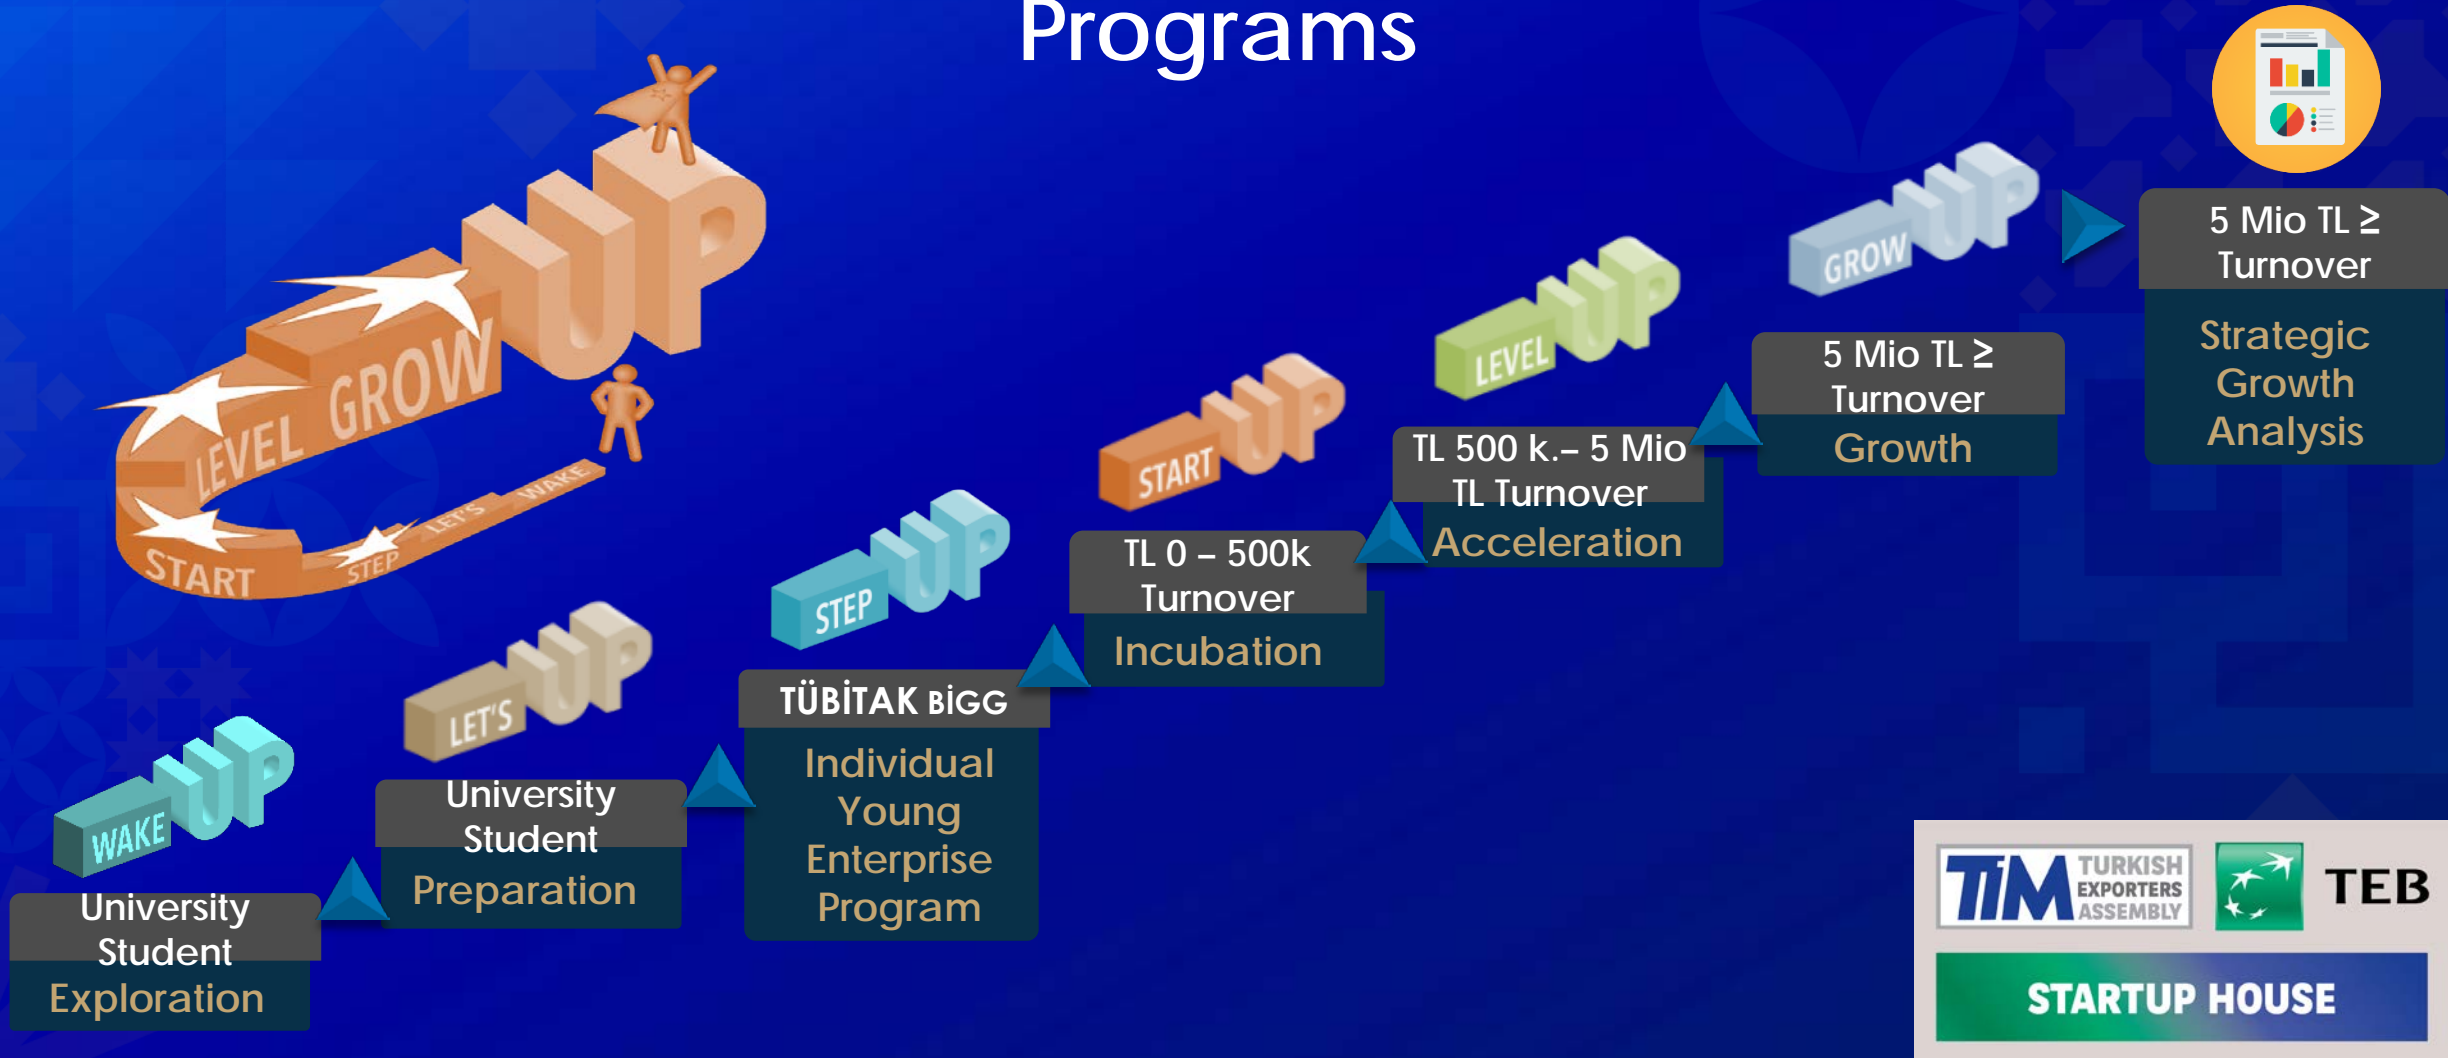 Programs
UP
GROW
LEVEL
START
STEP
LET'S
WAKE
WAKE UP
University
Student
Exploration
LET'S UP
University
Student
Preparation
STEP UP
TÜBİTAK BİGG
Individual
Young
Enterprise
Program
START UP
TL 0 – 500k
Turnover
Incubation
LEVEL UP
TL 500 k.– 5 Mio
TL Turnover
Acceleration
GROW UP
5 Mio TL ≥
Turnover
Growth
5 Mio TL ≥
Turnover
Strategic
Growth
Analysis
TİM TURKISH
EXPORTERS
ASSEMBLY
TEB
STARTUP HOUSE